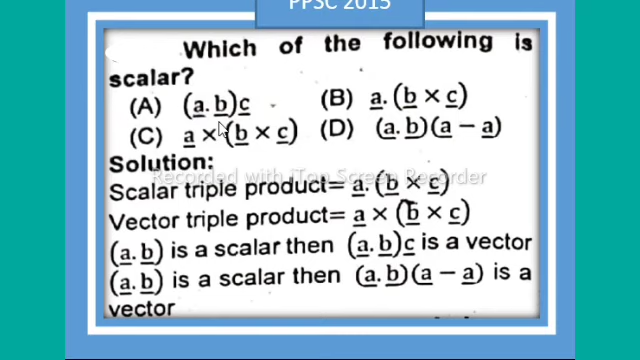 PPSC 2015
Which of the following is
scalar?
(A) (a.b)c (B) a.(b × c)
(C) a × (b × c) (D) (a.b)(a − a)
Solution:
Recorded with iTop Screen Recorder
Scalar triple product= a.(b × c)
Vector triple product= a × (b × c)
(a.b) is a scalar then (a.b)c is a vector
(a.b) is a scalar then (a.b)(a − a) is a
vector